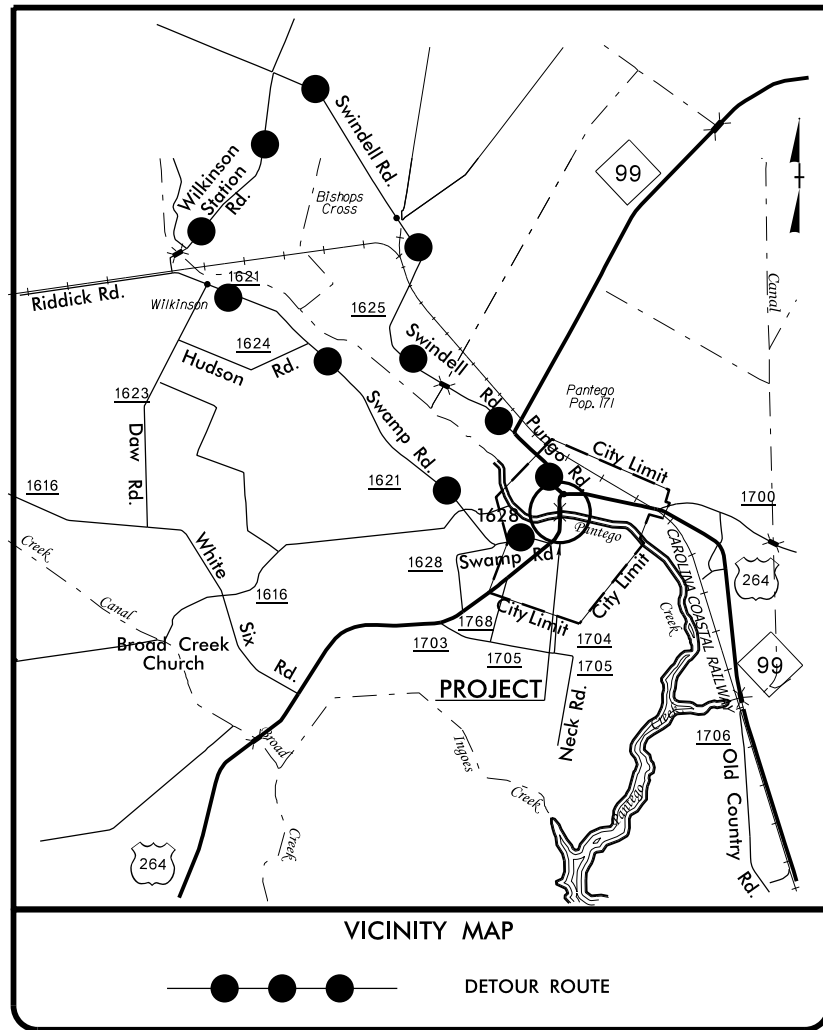 Swindell Rd.
Wilkinson
Station
Rd.
Bishops
Cross
99
Canal
Riddick Rd.
1621
Wilkinson
1625
1624
Hudson Rd.
Swindell
Rd.
1623
Daw Rd.
Swamp Rd.
Pantego
Pop. 171
Pungo Rd
City Limit
1616
1621
1700
1628
Pantego
Creek
White
Six
Rd.
1628
Swamp Rd
City Limit
CAROLINA COASTAL RAILWAY
264
Canal
1616
Creek
1768
City Limit
1704
Broad Creek
Church
1703
1705
1705
99
PROJECT
Neck Rd.
Creek
1706
Broad
Ingoes
Creek
Old Country
Rd.
Pantego
Creek
264
VICINITY MAP
DETOUR ROUTE